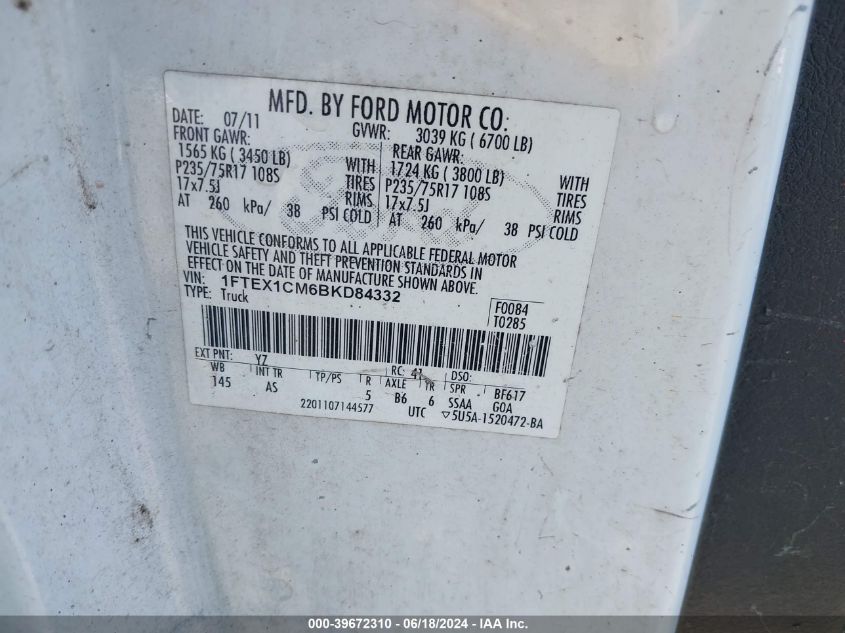 MFD. BY FORD MOTOR CO.
DATE: 07/11 GVWR: 3039 KG ( 6700 LB)
FRONT GAWR: REAR GAWR:
1565 KG ( 3450 LB) WITH 1724 KG ( 3800 LB) WITH
P235/75R17 108S TIRES P235/75R17 108S TIRES
17x7.5J RIMS 17x7.5J RIMS
AT 260 kPa/ 38 PSI COLD AT 260 kPa/ 38 PSI COLD
THIS VEHICLE CONFORMS TO ALL APPLICABLE FEDERAL MOTOR
VEHICLE SAFETY AND THEFT PREVENTION STANDARDS IN
EFFECT ON THE DATE OF MANUFACTURE SHOWN ABOVE.
VIN: 1FTEX1CM6BKD84332
TYPE: Truck
F0084
T0285
EXT PNT: YZ RC: 41 DSO:
WB INT TR TP/PS R AXLE TR SPR BF617
145 AS 5 B6 6 SSAA GOA
2201107144577 UTC ▽5U5A-1520472-BA
000-39672310 - 06/18/2024 - IAA Inc.